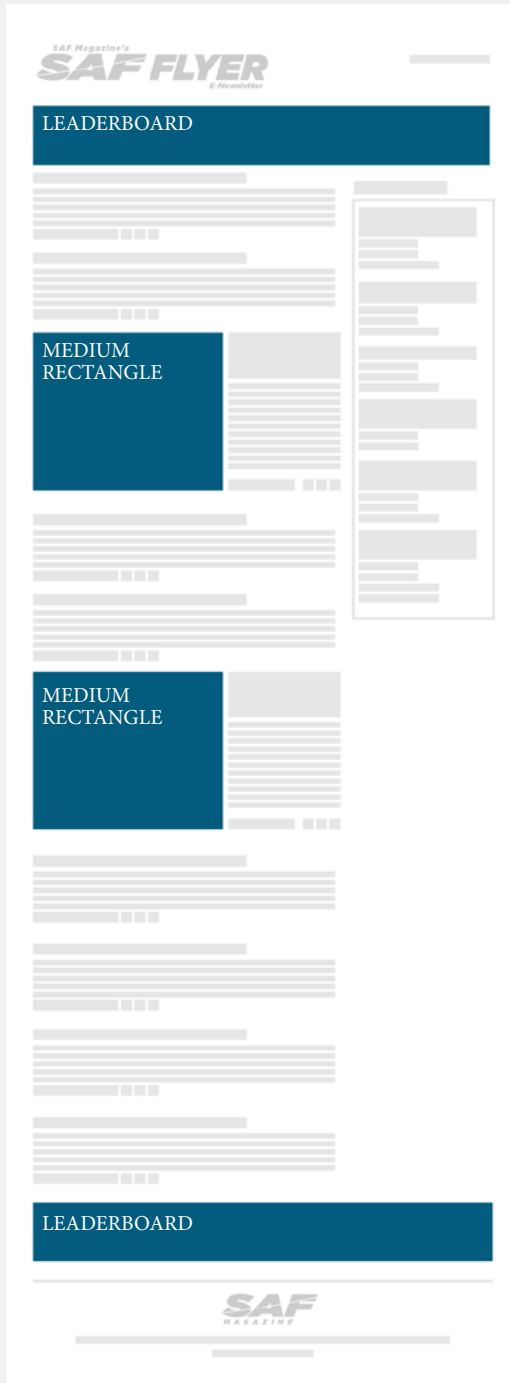 SAF Magazine's
SAF FLYER
E-Newsletter
LEADERBOARD
MEDIUM
RECTANGLE
MEDIUM
RECTANGLE
LEADERBOARD
SAF
MAGAZINE